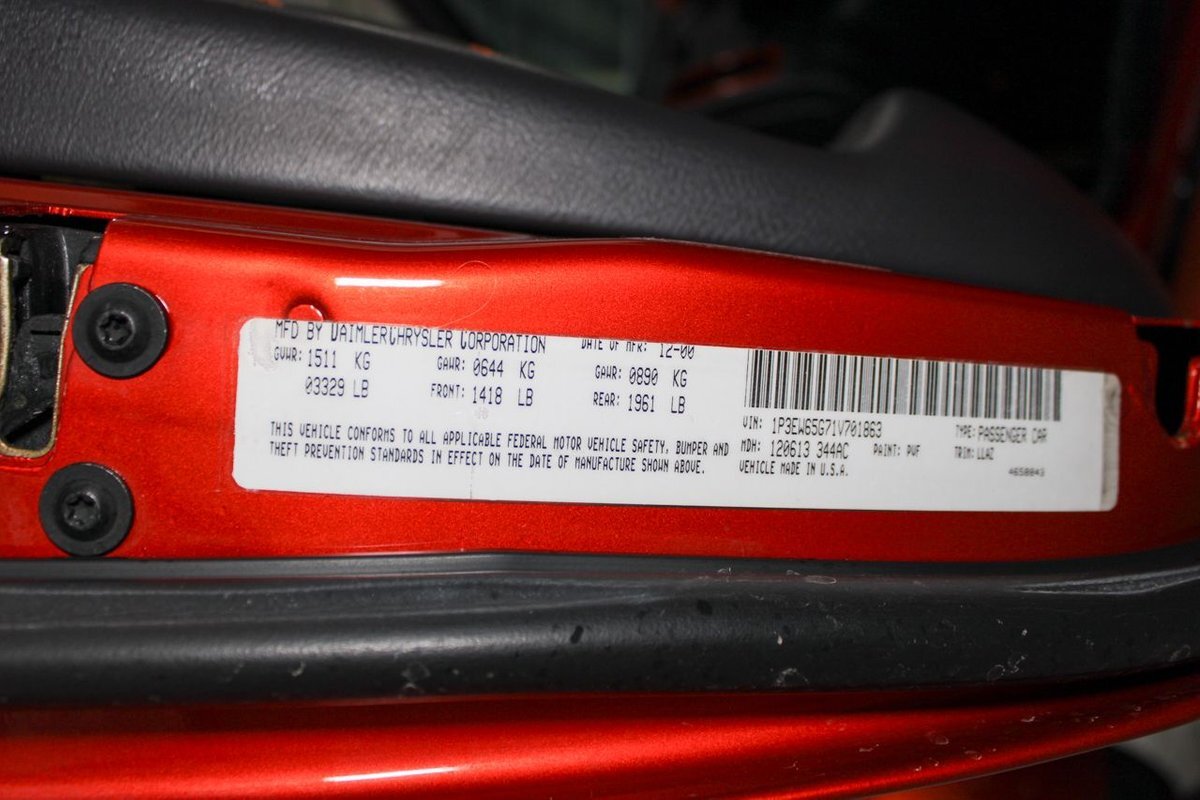 MFD BY DAIMLERCHRYSLER CORPORATION DATE OF MFR: 12-00
GVWR: 1511 KG GAWR: 0644 KG GAWR: 0890 KG
03329 LB FRONT: 1418 LB REAR: 1961 LB
VIN: 1P3EW65G71V701863 TYPE: PASSENGER CAR
THIS VEHICLE CONFORMS TO ALL APPLICABLE FEDERAL MOTOR VEHICLE SAFETY, BUMPER AND
MDH: 120613 344AC PAINT: PVF TRIM: LLAZ
THEFT PREVENTION STANDARDS IN EFFECT ON THE DATE OF MANUFACTURE SHOWN ABOVE.
VEHICLE MADE IN U.S.A. 4658043